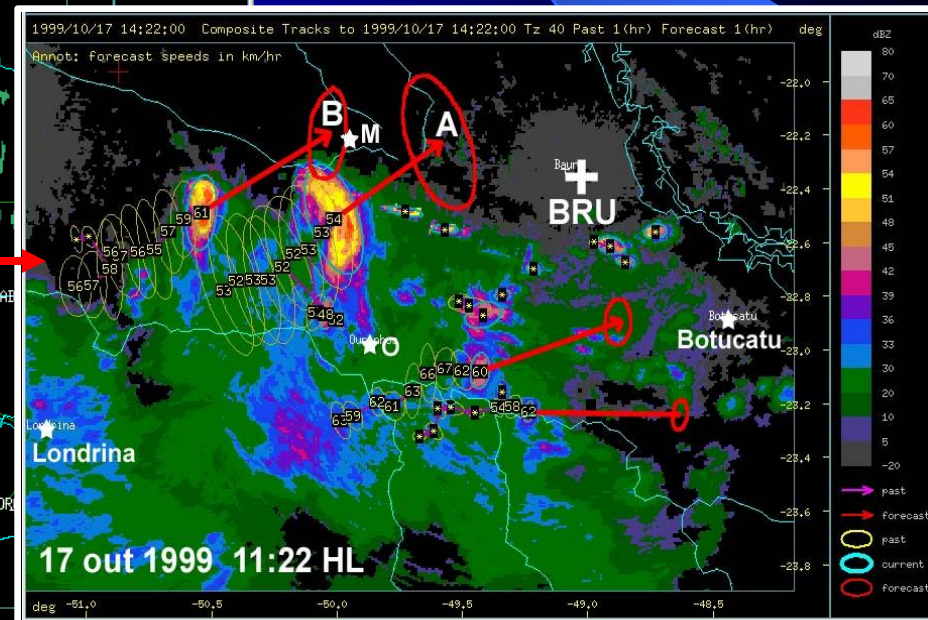 1999/10/17 14:22:00 Composite Tracks to 1999/10/17 14:22:00 Tz 40 Past 1(hr) Forecast 1(hr) deg
Annot: forecast speeds in km/hr
dBZ
80
70
65
60
57
54
51
48
45
42
39
36
33
30
20
10
5
-20
past
forecast
past
current
forecast
-22.0
-22.2
-22.4
-22.6
-22.8
-23.0
-23.2
-23.4
-23.6
-23.8
B
M
A
BRU
59 61
57
56 56 55
58
56 57
54
53
52 53
52
53 52 53 53
48
O
Botucatu
66 67 62 60
63
62 61
59
54 58 62
Londrina
17 out 1999 11:22 HL
deg -51.0 -50.5 -50.0 -49.5 -49.0 -48.5